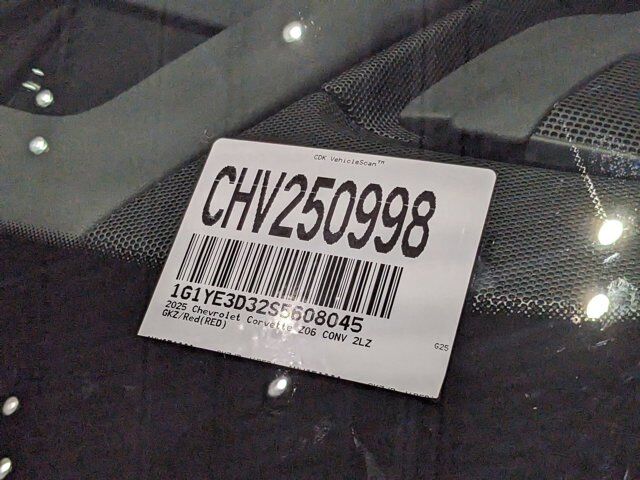 CDK VehicleScan™
CHV250998
1G1YE3D32S5608045
2025 Chevrolet Corvette Z06 CONV 2LZ
GKZ/Red(RED)
G25